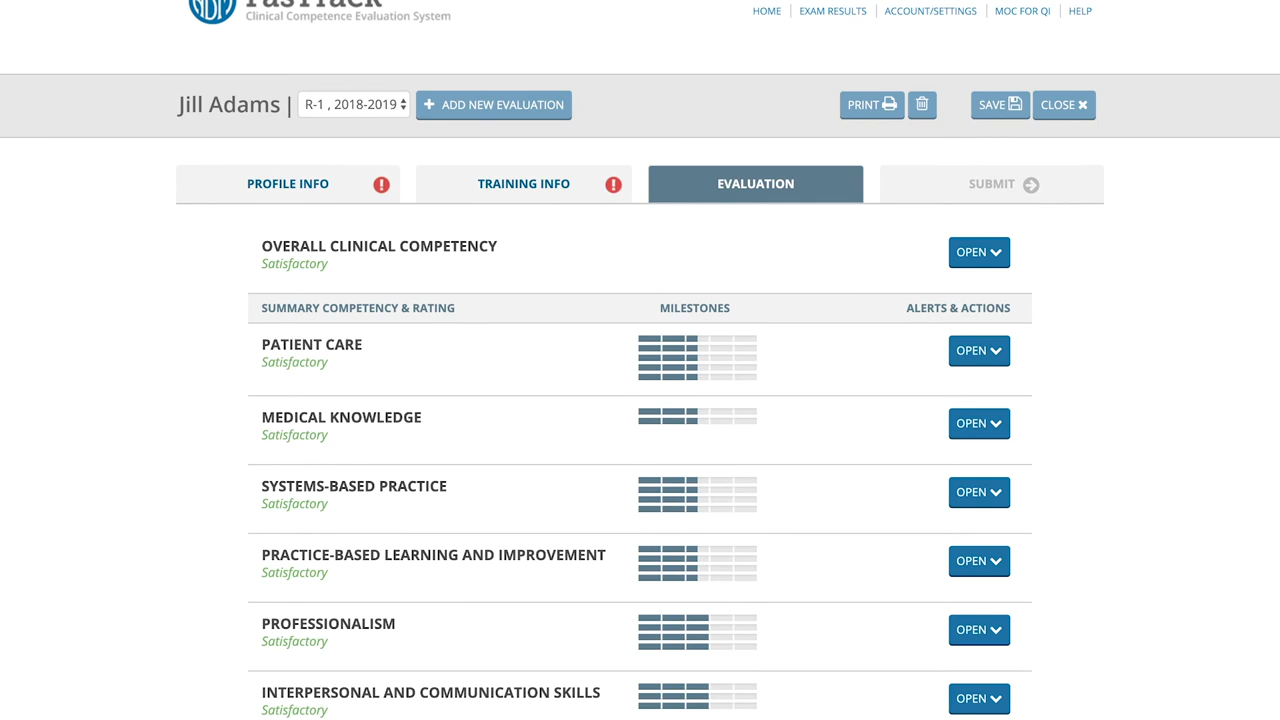 FasTrack
Clinical Competence Evaluation System
HOME EXAM RESULTS ACCOUNT/SETTINGS MOC FOR QI HELP
Jill Adams | R-1 , 2018-2019 + ADD NEW EVALUATION PRINT SAVE CLOSE ×
PROFILE INFO ! TRAINING INFO ! EVALUATION SUBMIT
OVERALL CLINICAL COMPETENCY OPEN
Satisfactory
SUMMARY COMPETENCY & RATING MILESTONES ALERTS & ACTIONS
PATIENT CARE OPEN
Satisfactory
MEDICAL KNOWLEDGE OPEN
Satisfactory
SYSTEMS-BASED PRACTICE OPEN
Satisfactory
PRACTICE-BASED LEARNING AND IMPROVEMENT OPEN
Satisfactory
PROFESSIONALISM OPEN
Satisfactory
INTERPERSONAL AND COMMUNICATION SKILLS OPEN
Satisfactory